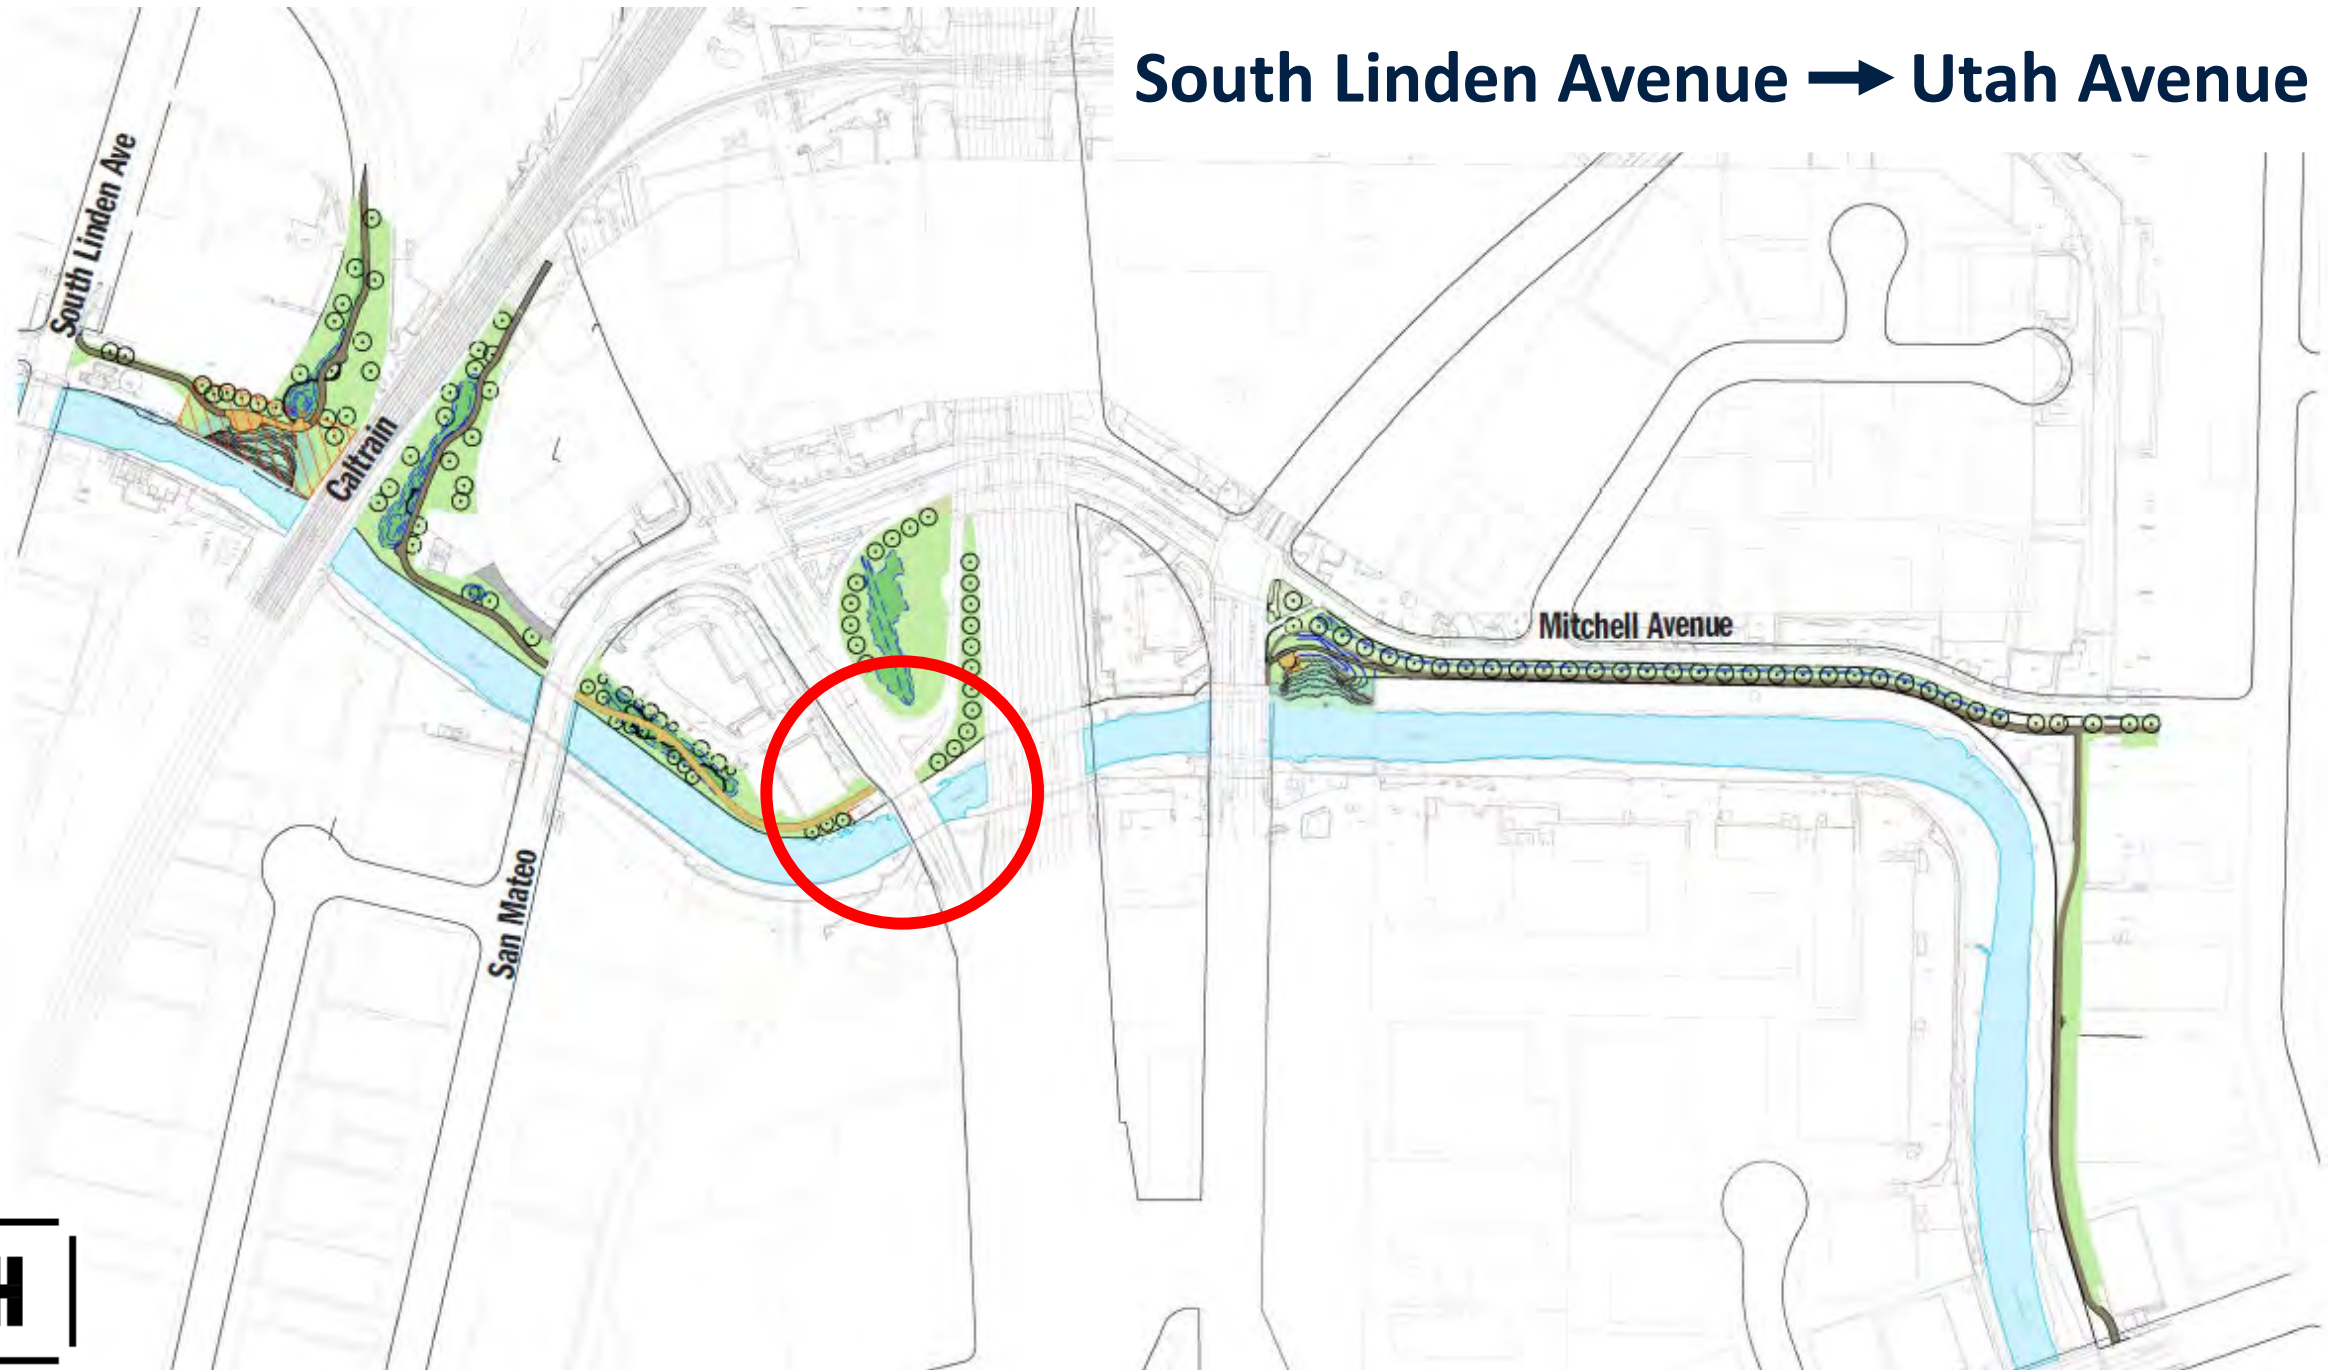 South Linden Avenue → Utah Avenue
South Linden Ave
Caltrain
Mitchell Avenue
San Mateo
H